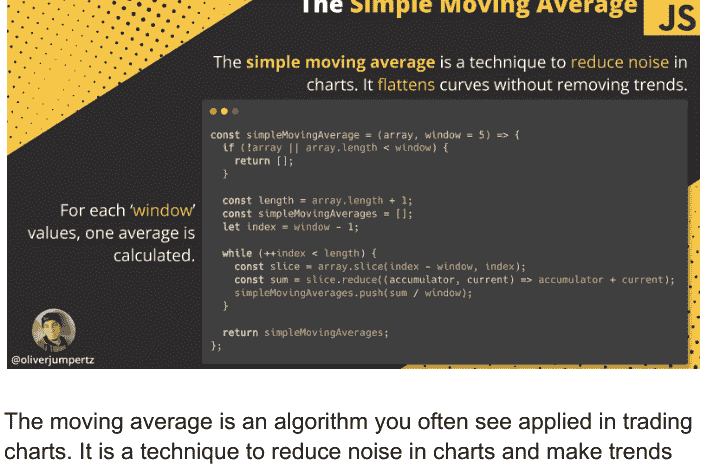 The Simple Moving Average
JS
The simple moving average is a technique to reduce noise in
charts. It flattens curves without removing trends.
const simpleMovingAverage = (array, window = 5) => {
  if (!array || array.length < window) {
    return [];
  }

  const length = array.length + 1;
  const simpleMovingAverages = [];
  let index = window - 1;

  while (++index < length) {
    const slice = array.slice(index - window, index);
    const sum = slice.reduce((accumulator, current) => accumulator + current);
    simpleMovingAverages.push(sum / window);
  }

  return simpleMovingAverages;
};
For each ‘window’
values, one average is
calculated.
@oliverjumpertz
The moving average is an algorithm you often see applied in trading
charts. It is a technique to reduce noise in charts and make trends